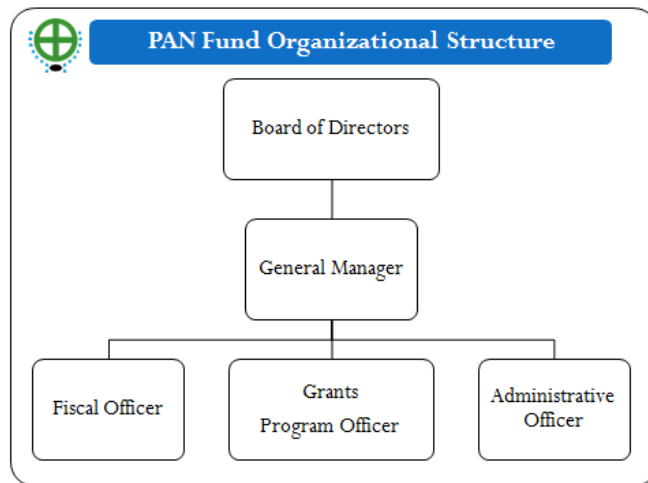 PAN Fund Organizational Structure
Board of Directors
General Manager
Fiscal Officer
Grants
Program Officer
Administrative
Officer